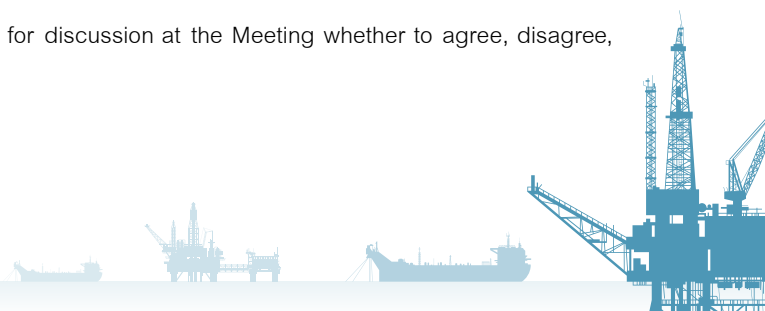 for discussion at the Meeting whether to agree, disagree,